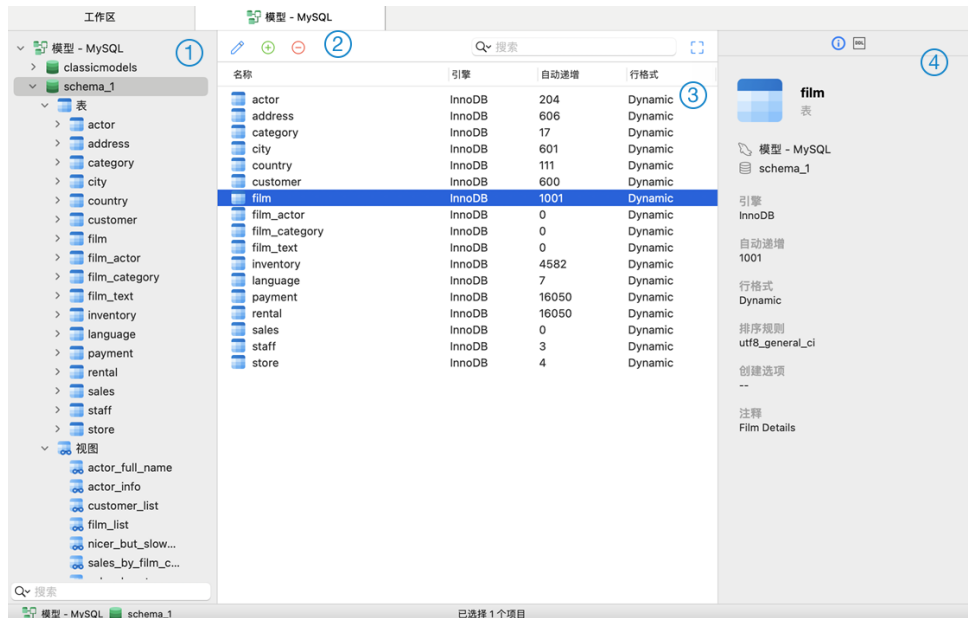 工作区
模型 - MySQL
模型 - MySQL
classicmodels
schema_1
表
actor
address
category
city
country
customer
film
film_actor
film_category
film_text
inventory
language
payment
rental
sales
staff
store
视图
actor_full_name
actor_info
customer_list
film_list
nicer_but_slow...
sales_by_film_c...
搜索
1
2
搜索
名称 引擎 自动递增 行格式
actor InnoDB 204 Dynamic
address InnoDB 606 Dynamic
category InnoDB 17 Dynamic
city InnoDB 601 Dynamic
country InnoDB 111 Dynamic
customer InnoDB 600 Dynamic
film InnoDB 1001 Dynamic
film_actor InnoDB 0 Dynamic
film_category InnoDB 0 Dynamic
film_text InnoDB 0 Dynamic
inventory InnoDB 4582 Dynamic
language InnoDB 7 Dynamic
payment InnoDB 16050 Dynamic
rental InnoDB 16050 Dynamic
sales InnoDB 0 Dynamic
staff InnoDB 3 Dynamic
store InnoDB 4 Dynamic
3
4
film
表
模型 - MySQL
schema_1
引擎
InnoDB
自动递增
1001
行格式
Dynamic
排序规则
utf8_general_ci
创建选项
--
注释
Film Details
模型 - MySQL schema_1
已选择 1 个项目